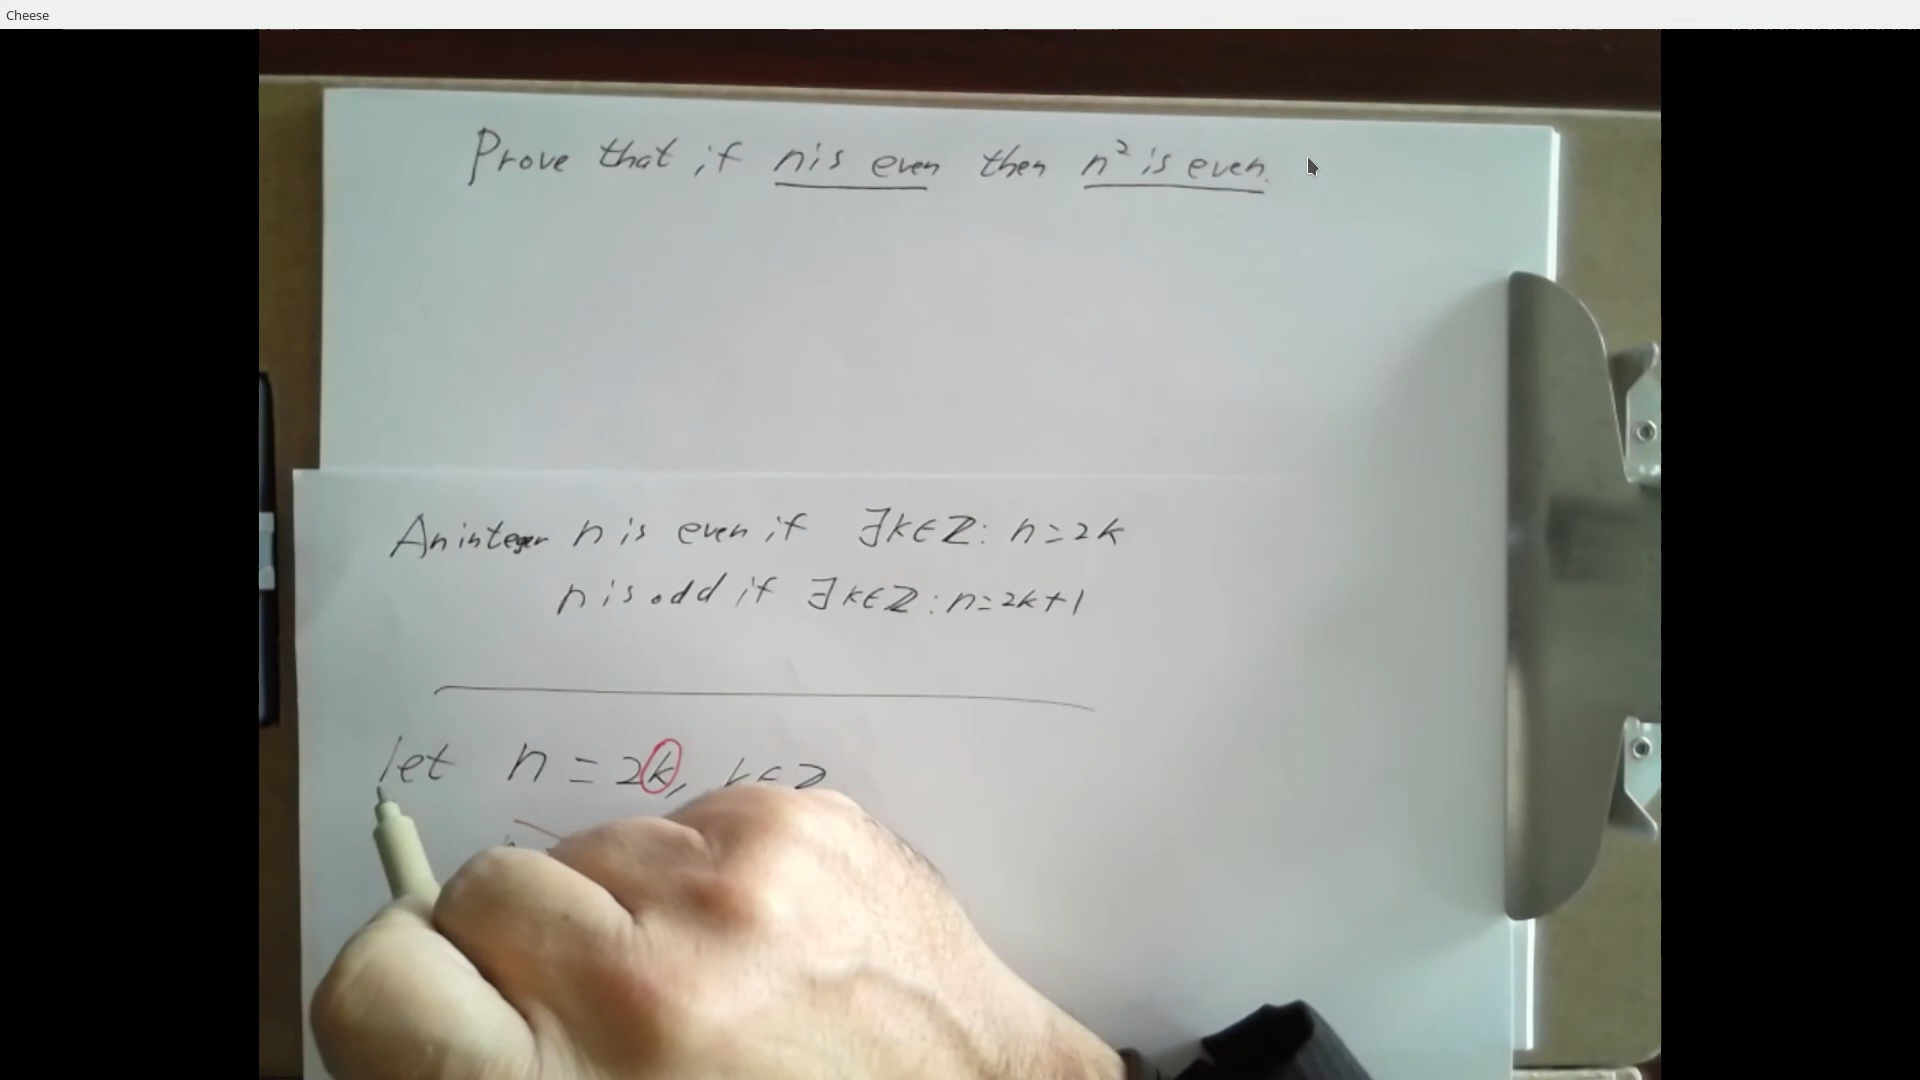 Cheese
Prove that if n is even then n² is even.
An integer n is even if ∃k∈ℤ: n=2k
n is odd if ∃k∈ℤ: n=2k+1
let n = 2k, k∈ℤ